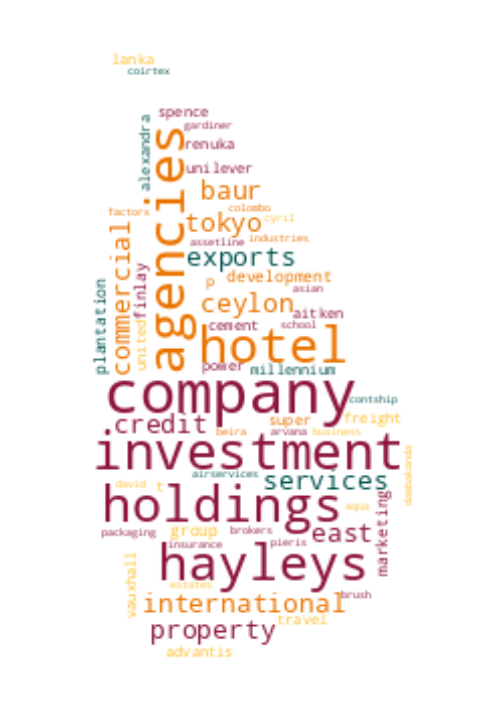 lanka
coirtex
spence
gardiner
alexandra
agencies
renuka
unilever
baur
colombo
factors
tokyo
cyril
commercial
assetline
industries
exports
finlay
plantation
p
development
asian
ceylon
aitken
united
cement
school
hotel
power
millennium
company
contship
credit
super
freight
beira
arvana
business
investment
airservices
services
dambakanda
david
t
holdings
marketing
aqua
packaging
group
brokers
east
insurance
pieris
hayleys
vauxhall
estates
brush
international
travel
property
advantis